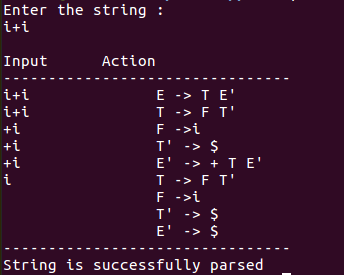 Enter the string :
i+i
Input Action
--------------------------------
i+i E -> T E'
i+i T -> F T'
+i F ->i
+i T' -> $
+i E' -> + T E'
i T -> F T'
F ->i
T' -> $
E' -> $
--------------------------------
String is successfully parsed